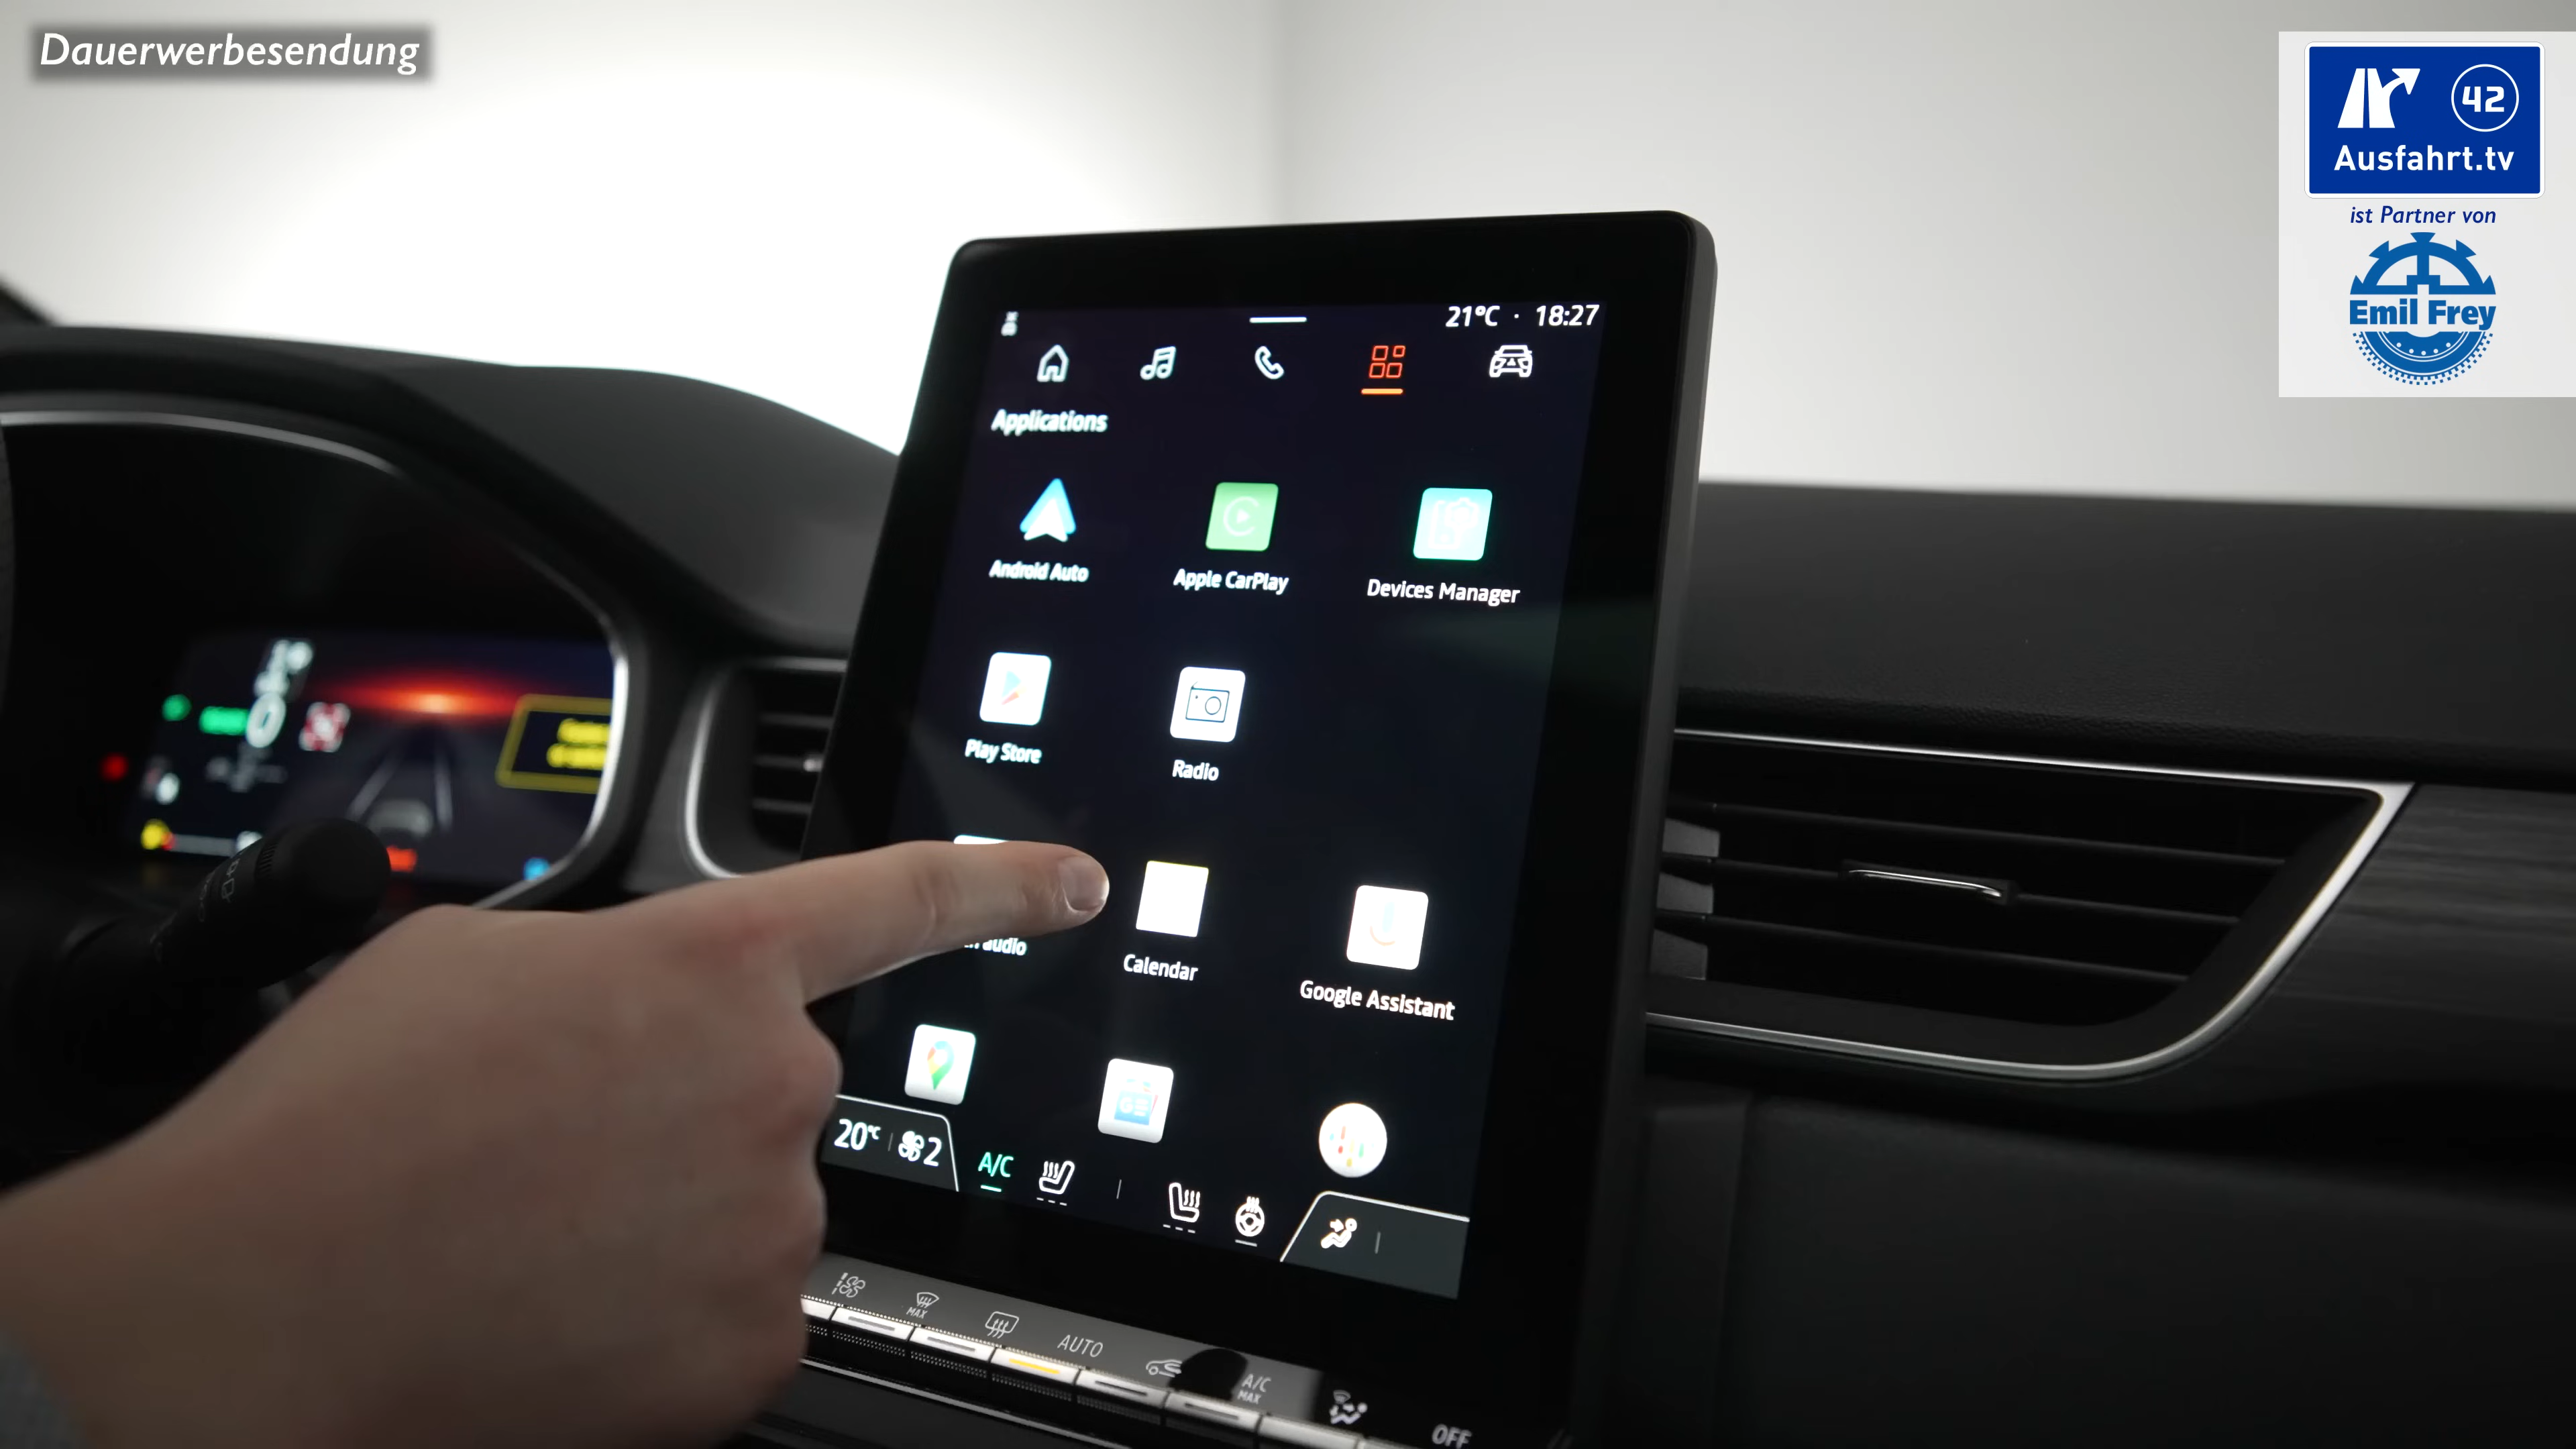 Dauerwerbesendung
42
Ausfahrt.tv
ist Partner von
Emil Frey
21°C · 18:27
Applications
Android Auto
Apple CarPlay
Devices Manager
Play Store
Radio
audio
Calendar
Google Assistant
20°C 2
A/C
MAX
AUTO
A/C
MAX
OFF